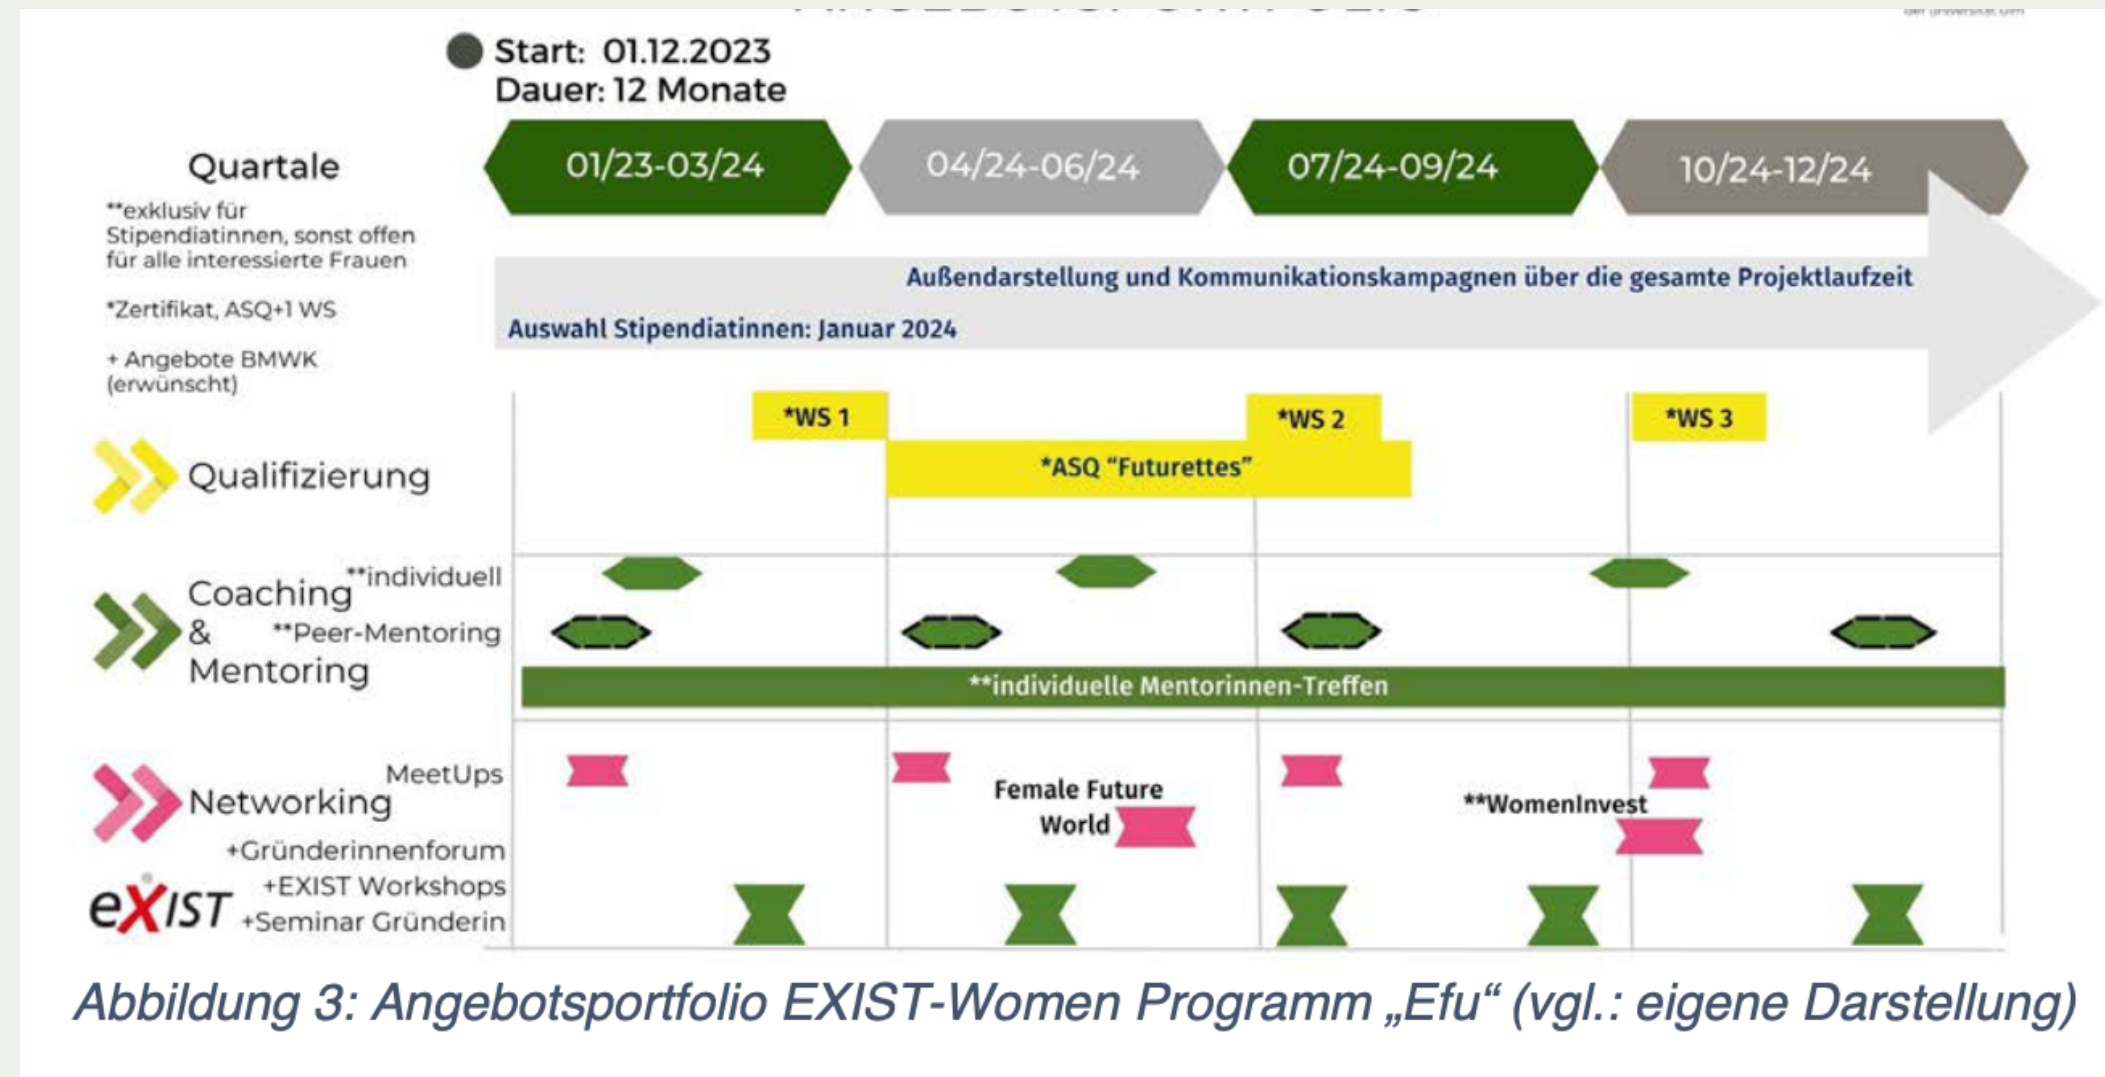 der Universität Ulm
Start: 01.12.2023
Dauer: 12 Monate
Quartale
01/23-03/24
04/24-06/24
07/24-09/24
10/24-12/24
**exklusiv für
Stipendiatinnen, sonst offen
für alle interessierte Frauen
*Zertifikat, ASQ+1 WS
+ Angebote BMWK
(erwünscht)
Außendarstellung und Kommunikationskampagnen über die gesamte Projektlaufzeit
Auswahl Stipendiatinnen: Januar 2024
*WS 1
*WS 2
*WS 3
Qualifizierung
*ASQ “Futurettes”
Coaching
&
Mentoring
**individuell
**Peer-Mentoring
**individuelle Mentorinnen-Treffen
MeetUps
Networking
Female Future
World
**WomenInvest
+Gründerinnenforum
+EXIST Workshops
+Seminar Gründerin
eXIST
Abbildung 3: Angebotsportfolio EXIST-Women Programm „Efu“ (vgl.: eigene Darstellung)